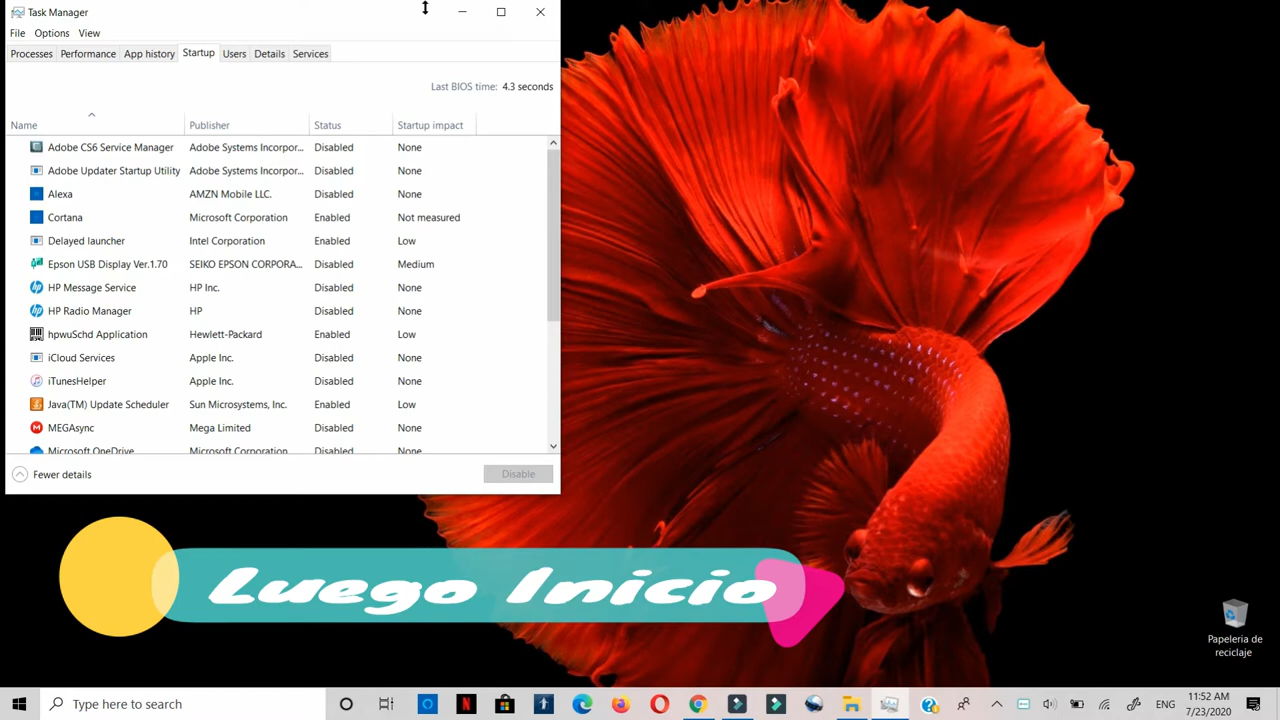 Task Manager
File Options View
Processes Performance App history Startup Users Details Services
Last BIOS time: 4.3 seconds
Name Publisher Status Startup impact
Adobe CS6 Service Manager Adobe Systems Incorpor... Disabled None
Adobe Updater Startup Utility Adobe Systems Incorpor... Disabled None
Alexa AMZN Mobile LLC. Disabled None
Cortana Microsoft Corporation Enabled Not measured
Delayed launcher Intel Corporation Enabled Low
Epson USB Display Ver.1.70 SEIKO EPSON CORPORA... Disabled Medium
HP Message Service HP Inc. Disabled None
HP Radio Manager HP Disabled None
hpwuSchd Application Hewlett-Packard Enabled Low
iCloud Services Apple Inc. Disabled None
iTunesHelper Apple Inc. Disabled None
Java(TM) Update Scheduler Sun Microsystems, Inc. Enabled Low
MEGAsync Mega Limited Disabled None
Microsoft OneDrive Microsoft Corporation Disabled None
Fewer details Disable
Luego Inicio
Papeleria de
reciclaje
Type here to search
ENG
11:52 AM
7/23/2020